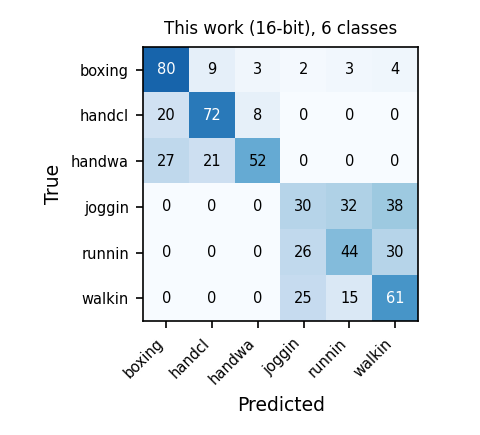 This work (16-bit), 6 classes
boxing 80 9 3 2 3 4
handcl 20 72 8 0 0 0
handwa 27 21 52 0 0 0
joggin 0 0 0 30 32 38
runnin 0 0 0 26 44 30
walkin 0 0 0 25 15 61
True
boxing handcl handwa joggin runnin walkin
Predicted